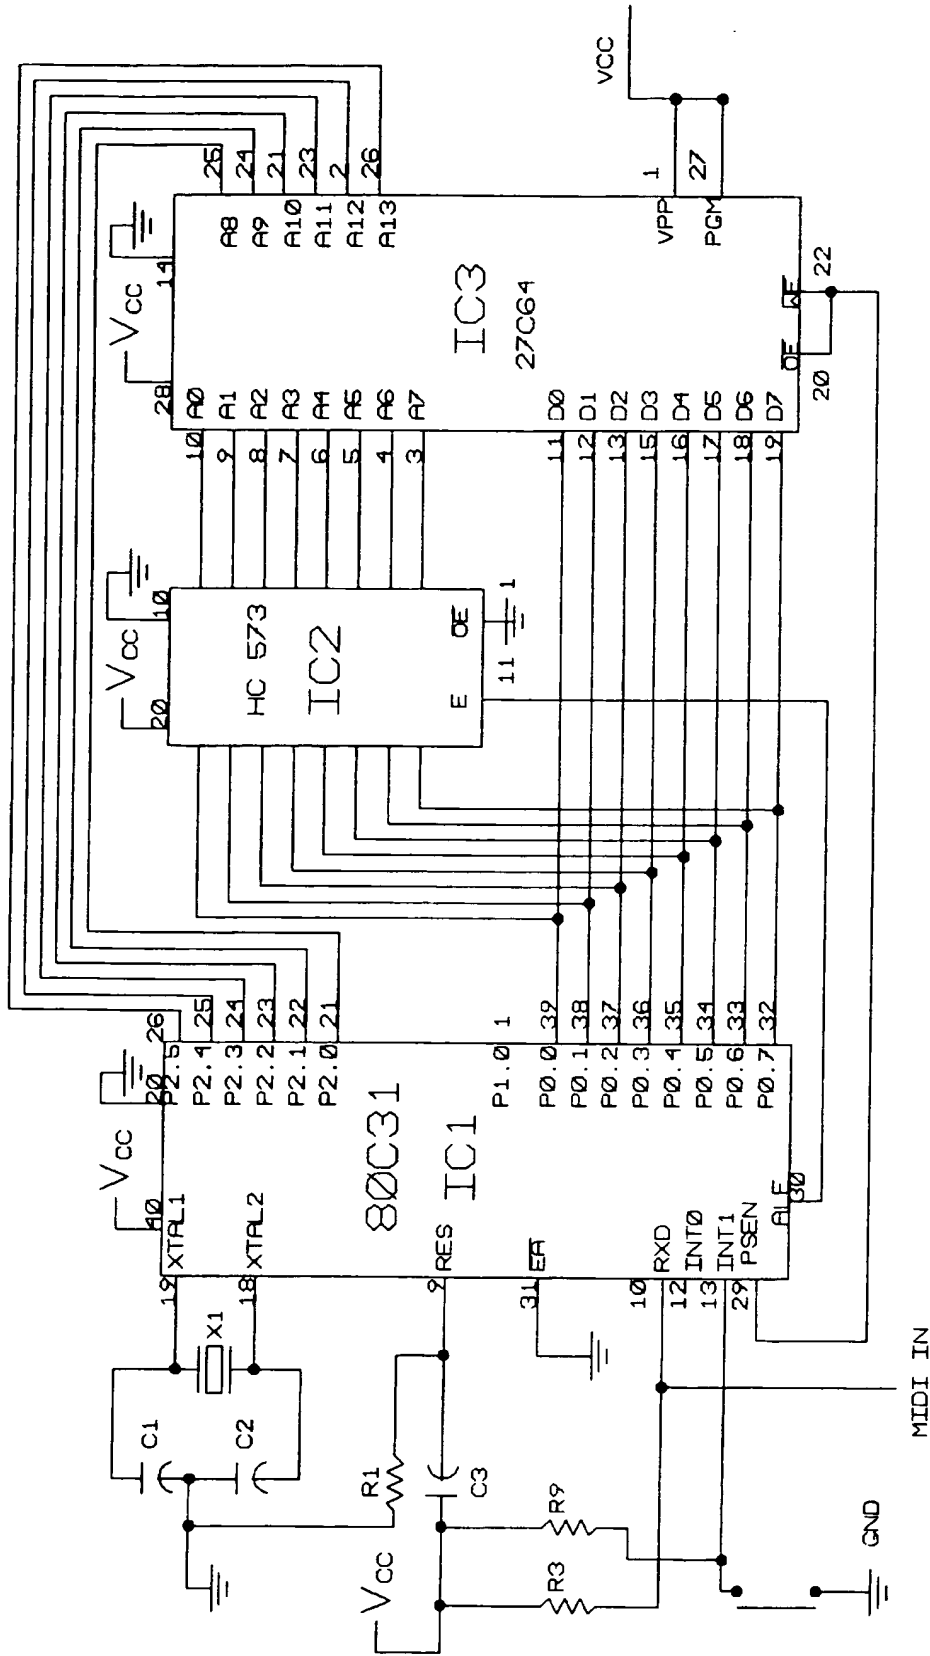 VCC
VPP 1
PGM 27
25 A8
24 A9
21 A10
23 A11
2 A12
26 A13
14
VCC
28
IC3
27C64
OE 20
WE 22
10 A0
9 A1
8 A2
7 A3
6 A4
5 A5
4 A6
3 A7
11 D0
12 D1
13 D2
15 D3
16 D4
17 D5
18 D6
19 D7
10
VCC
20
HC 573
IC2
E 11
OE 1
26 P2.5
25 P2.4
24 P2.3
23 P2.2
22 P2.1
21 P2.0
P1.0 1
P0.0 39
P0.1 38
P0.2 37
P0.3 36
P0.4 35
P0.5 34
P0.6 33
P0.7 32
20
VCC
40
80C31
IC1
XTAL1 19
XTAL2 18
RES 9
EA 31
RXD 10
INT0 12
INT1 13
PSEN 29
ALE 30
X1
C1
C2
R1
C3
R9
R3
VCC
GND
MIDI IN